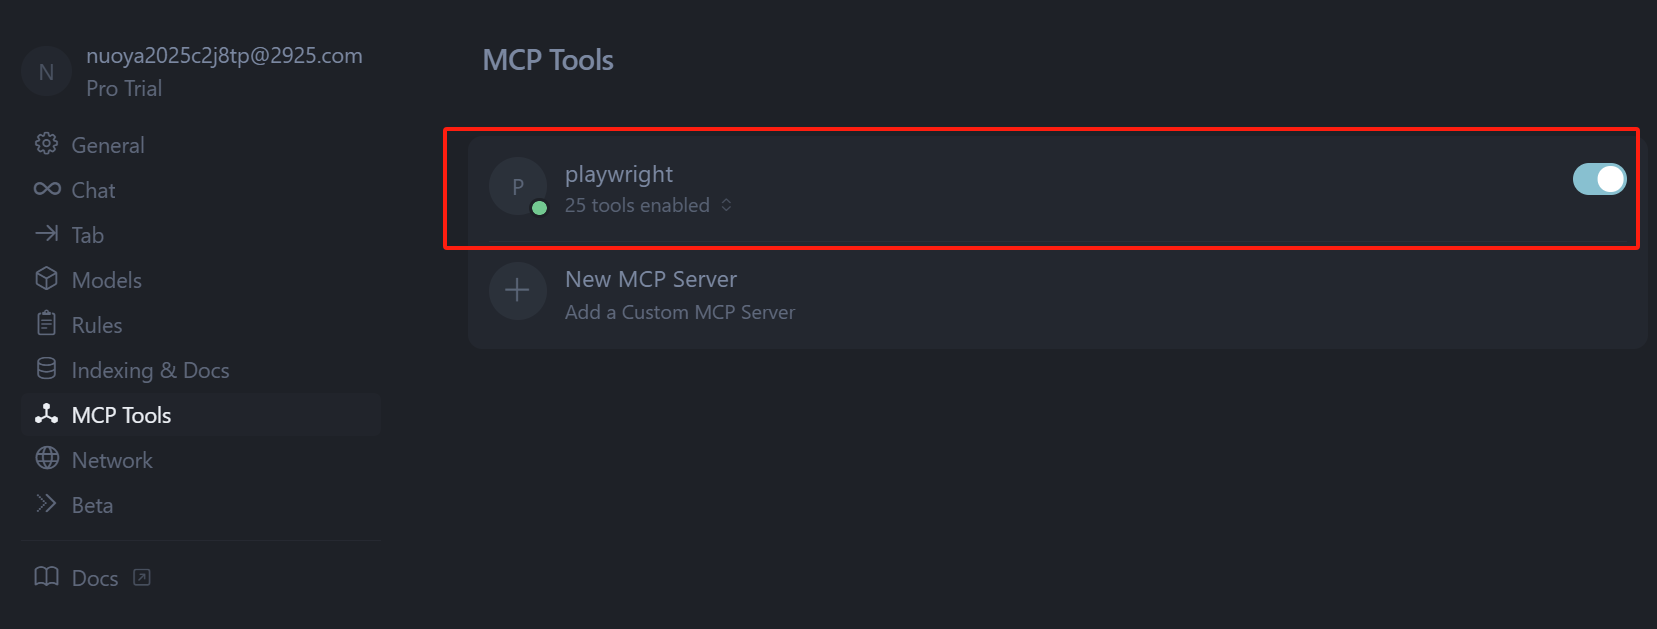 N
nuoya2025c2j8tp@2925.com
Pro Trial
General
Chat
Tab
Models
Rules
Indexing & Docs
MCP Tools
Network
Beta
Docs
MCP Tools
P
playwright
25 tools enabled
New MCP Server
Add a Custom MCP Server